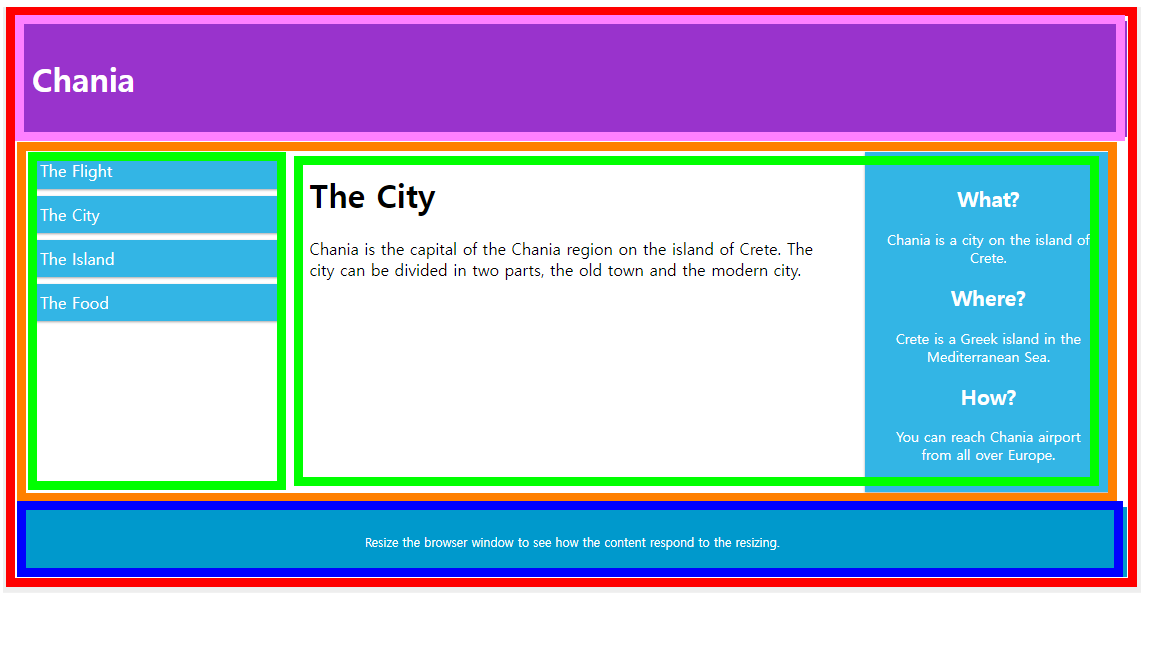 Chania
The Flight
The City
The Island
The Food
The City
Chania is the capital of the Chania region on the island of Crete. The
city can be divided in two parts, the old town and the modern city.
What?
Chania is a city on the island of
Crete.
Where?
Crete is a Greek island in the
Mediterranean Sea.
How?
You can reach Chania airport
from all over Europe.
Resize the browser window to see how the content respond to the resizing.